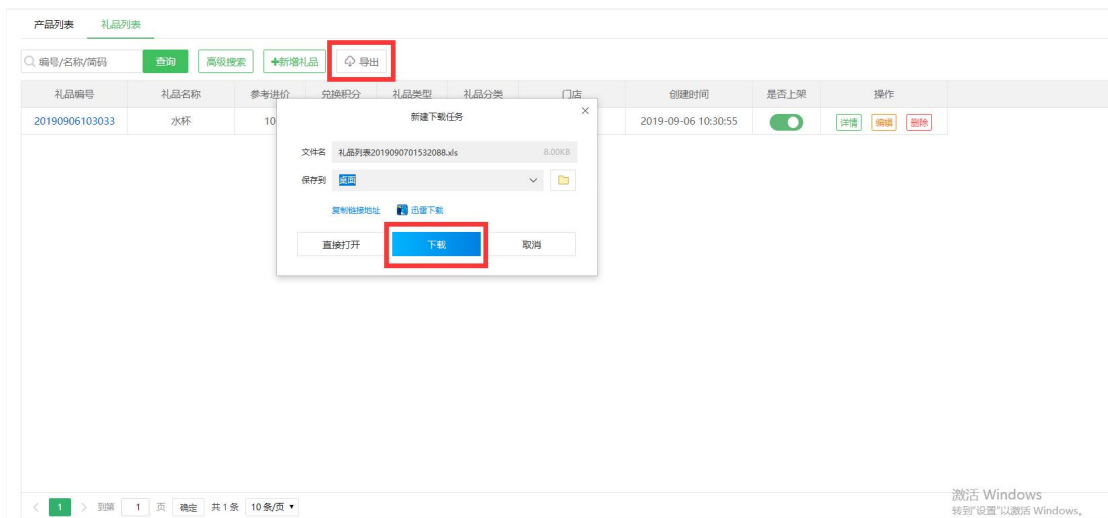 产品列表 礼品列表
编号/名称/简码 查询 高级搜索 +新增礼品 导出
礼品编号 礼品名称 参考进价 兑换积分 礼品类型 礼品分类 门店 创建时间 是否上架 操作
20190906103033 水杯 10 2019-09-06 10:30:55 详情 编辑 删除
新建下载任务
文件名 礼品列表2019090701532088.xls 8.00KB
保存到 桌面
复制链接地址 迅雷下载
直接打开 下载 取消
1 到第 1 页 确定 共1条 10条/页
激活 Windows
转到"设置"以激活 Windows。